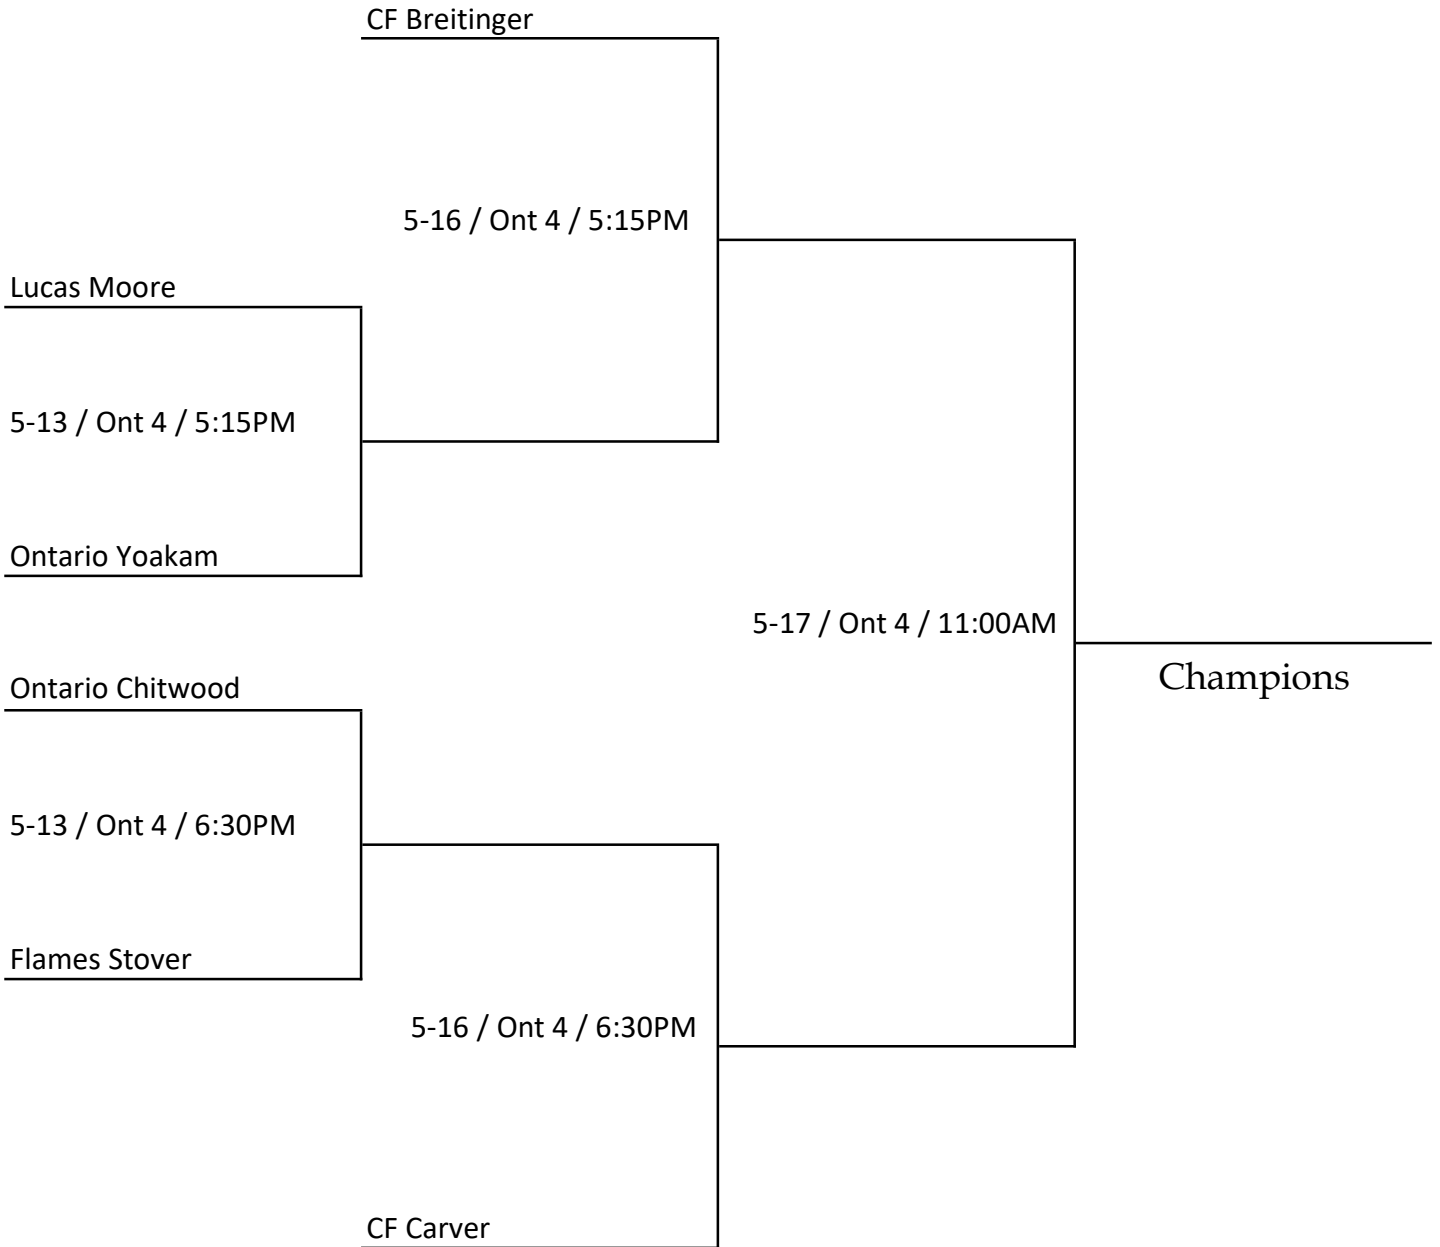 CF Breitinger
5-16 / Ont 4 / 5:15PM
Lucas Moore
5-13 / Ont 4 / 5:15PM
Ontario Yoakam
5-17 / Ont 4 / 11:00AM
Champions
Ontario Chitwood
5-13 / Ont 4 / 6:30PM
Flames Stover
5-16 / Ont 4 / 6:30PM
CF Carver